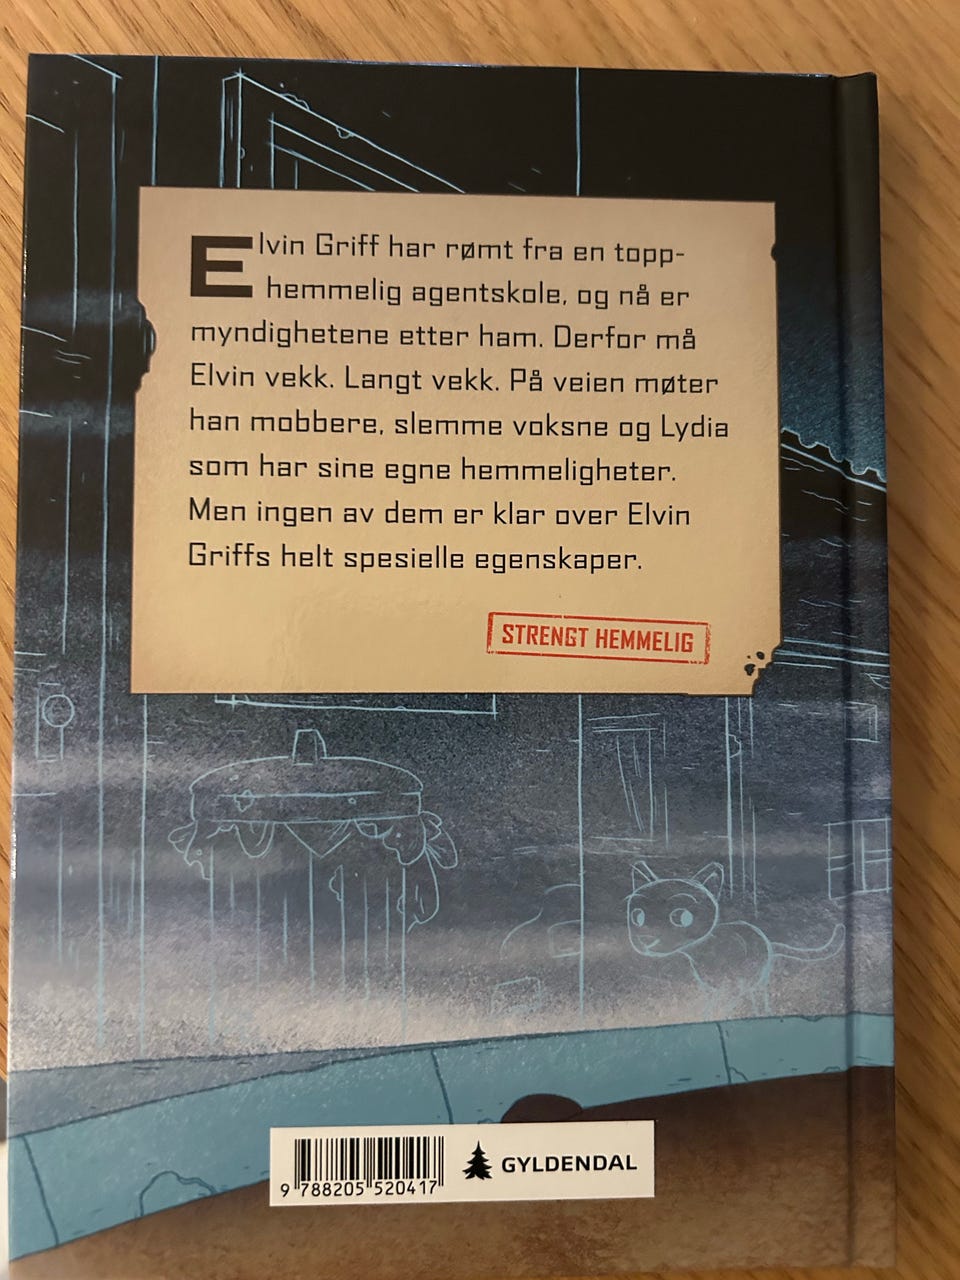 Elvin Griff har rømt fra en topp-
hemmelig agentskole, og nå er
myndighetene etter ham. Derfor må
Elvin vekk. Langt vekk. På veien møter
han mobbere, slemme voksne og Lydia
som har sine egne hemmeligheter.
Men ingen av dem er klar over Elvin
Griffs helt spesielle egenskaper.
STRENGT HEMMELIG
GYLDENDAL
9 788205 520417